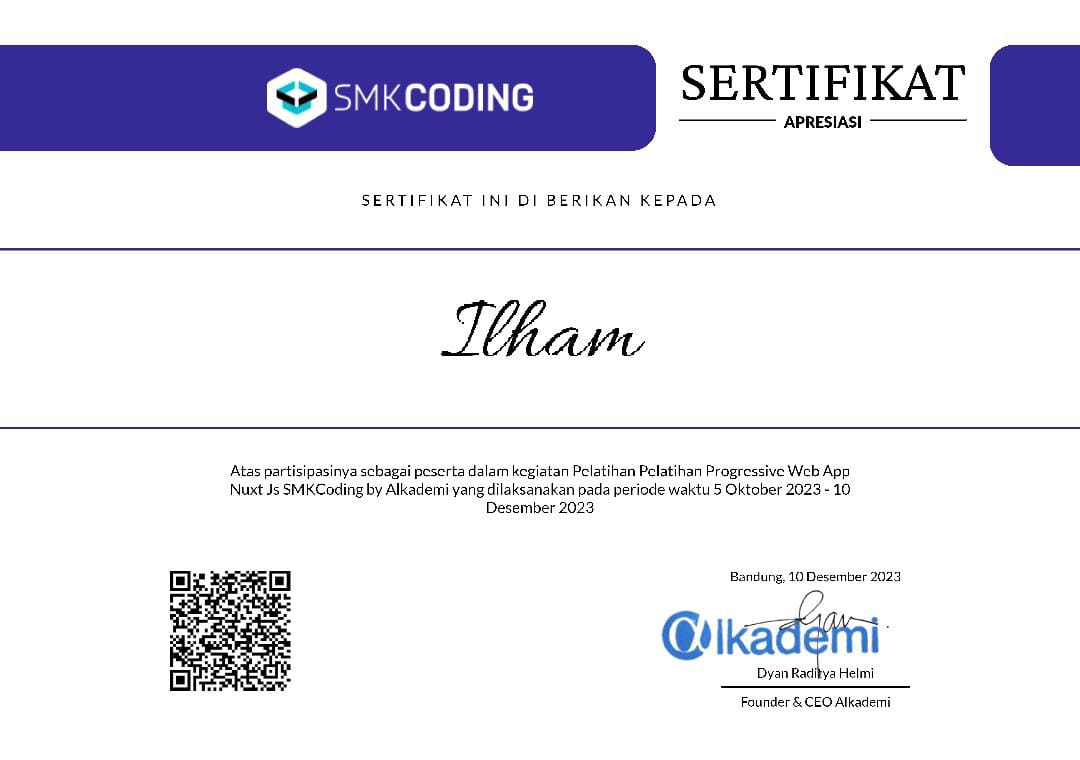 SMKCODING
SERTIFIKAT
APRESIASI
SERTIFIKAT INI DI BERIKAN KEPADA
Ilham
Atas partisipasinya sebagai peserta dalam kegiatan Pelatihan Pelatihan Progressive Web App
Nuxt Js SMKCoding by Alkademi yang dilaksanakan pada periode waktu 5 Oktober 2023 - 10
Desember 2023
Bandung, 10 Desember 2023
Alkademi
Dyan Raditya Helmi
Founder & CEO Alkademi